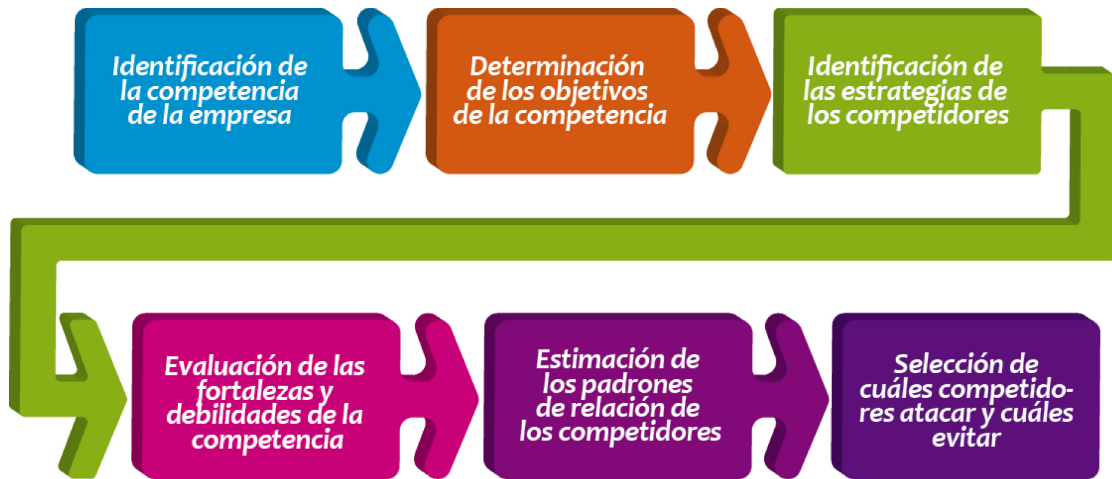 Identificación de
la competencia
de la empresa
Determinación
de los objetivos
de la competencia
Identificación de
las estrategias de
los competidores
Evaluación de las
fortalezas y
debilidades de la
competencia
Estimación de
los padrones
de relación de
los competidores
Selección de
cuáles competido-
res atacar y cuáles
evitar